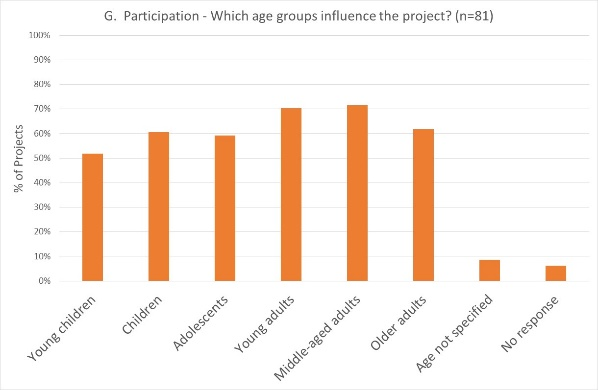 G. Participation - Which age groups influence the project? (n=81)
100%
90%
80%
70%
60%
50%
40%
30%
20%
10%
0%
% of Projects
Young children
Children
Adolescents
Young adults
Middle-aged adults
Older adults
Age not specified
No response